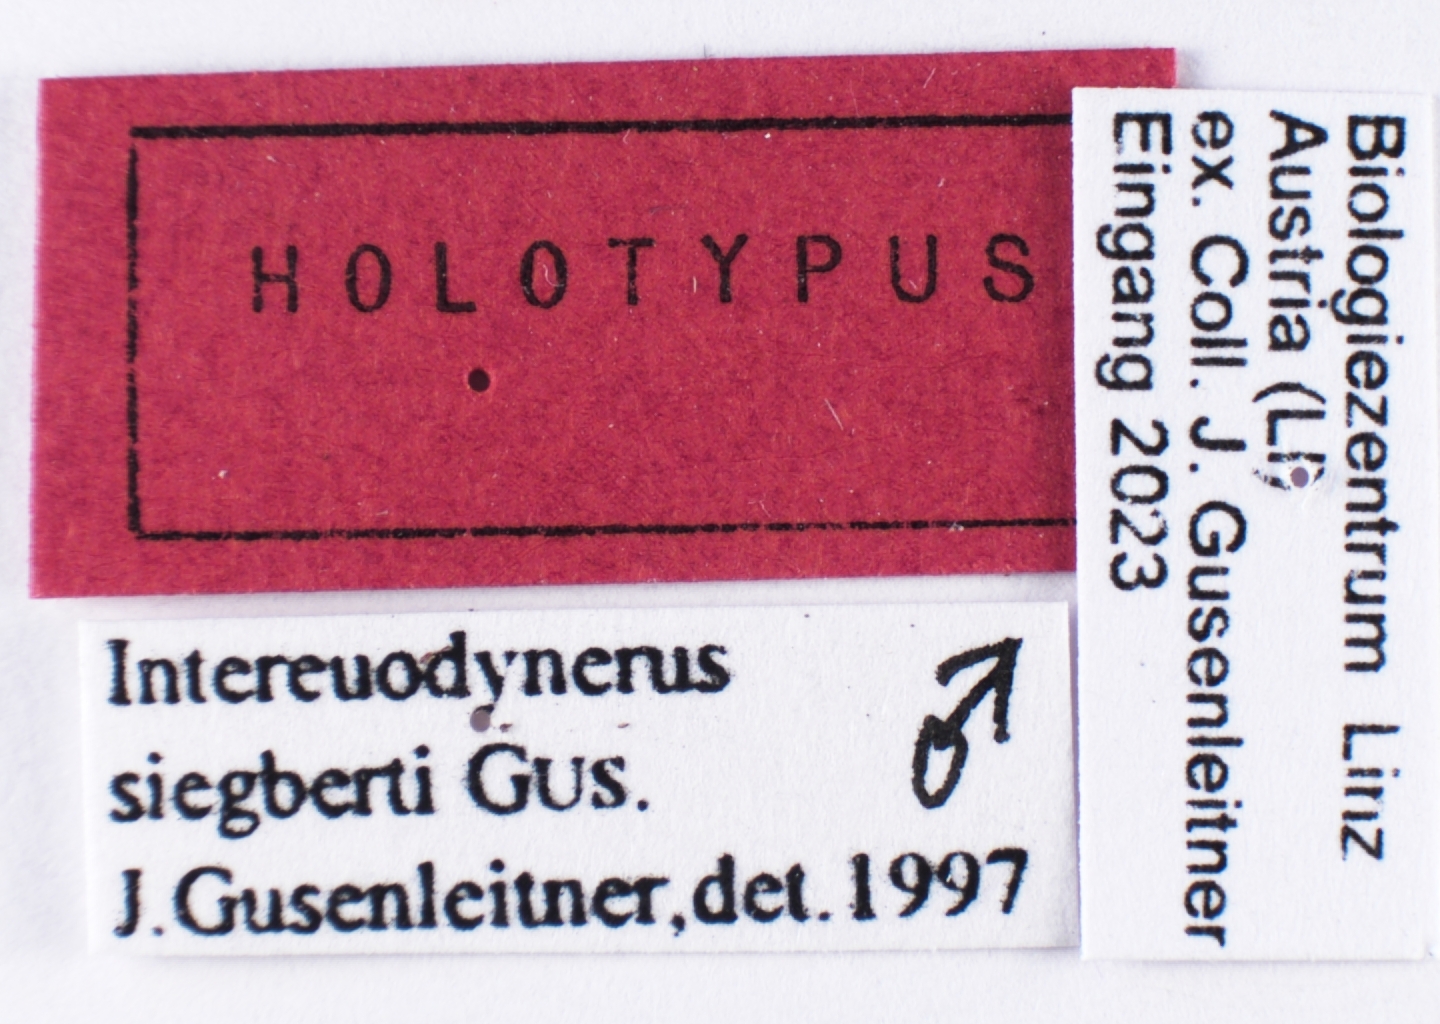 HOLOTYPUS
Intereuodynerus
siegberti GUS. ♂
J. Gusenleitner, det. 1997
Biologiezentrum Linz
Austria (LI)
ex. Coll. J. Gusenleitner
Eingang 2023